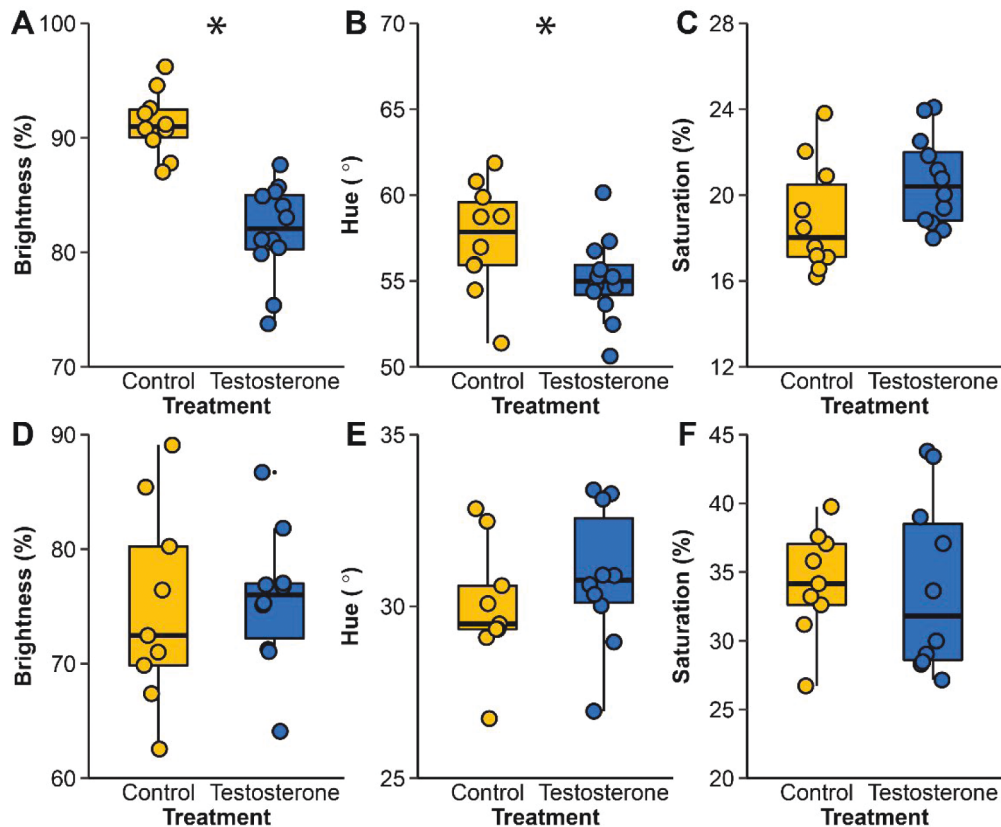 A
*
Brightness (%)
100
90
80
70
Control Testosterone
Treatment
B
*
Hue (°)
70
65
60
55
50
Control Testosterone
Treatment
C
Saturation (%)
28
24
20
16
12
Control Testosterone
Treatment
D
Brightness (%)
90
80
70
60
Control Testosterone
Treatment
E
Hue (°)
35
30
25
Control Testosterone
Treatment
F
Saturation (%)
45
40
35
30
25
20
Control Testosterone
Treatment